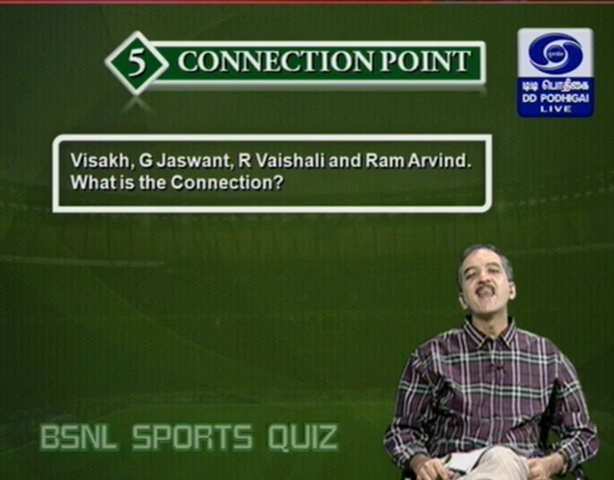 5 CONNECTION POINT
டிடி பொதிகை
DD PODHIGAI
LIVE
Visakh, G Jaswant, R Vaishali and Ram Arvind.
What is the Connection?
BSNL SPORTS QUIZ